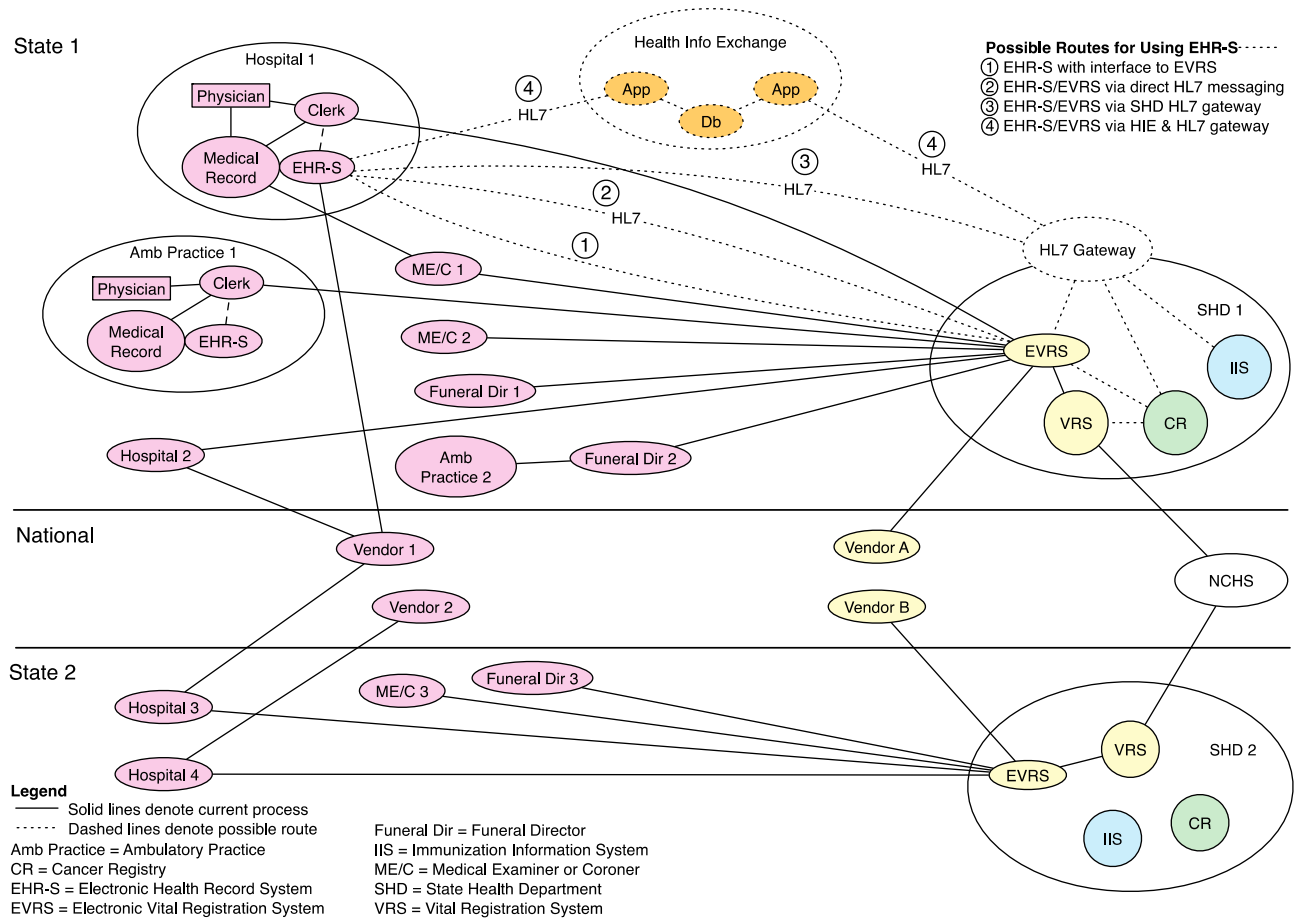 State 1
Hospital 1
Physician
Clerk
Medical
Record
EHR-S
Health Info Exchange
App
App
Db
Possible Routes for Using EHR-S
1 EHR-S with interface to EVRS
2 EHR-S/EVRS via direct HL7 messaging
3 EHR-S/EVRS via SHD HL7 gateway
4 EHR-S/EVRS via HIE & HL7 gateway
4
HL7
3
HL7
4
HL7
2
HL7
1
HL7 Gateway
Amb Practice 1
Physician
Clerk
Medical
Record
EHR-S
ME/C 1
ME/C 2
Funeral Dir 1
Hospital 2
Amb
Practice 2
Funeral Dir 2
SHD 1
EVRS
IIS
VRS
CR
National
Vendor 1
Vendor 2
Vendor A
Vendor B
NCHS
State 2
Hospital 3
ME/C 3
Funeral Dir 3
Hospital 4
EVRS
VRS
SHD 2
IIS
CR
Legend
Solid lines denote current process
Dashed lines denote possible route
Amb Practice = Ambulatory Practice
CR = Cancer Registry
EHR-S = Electronic Health Record System
EVRS = Electronic Vital Registration System
Funeral Dir = Funeral Director
IIS = Immunization Information System
ME/C = Medical Examiner or Coroner
SHD = State Health Department
VRS = Vital Registration System